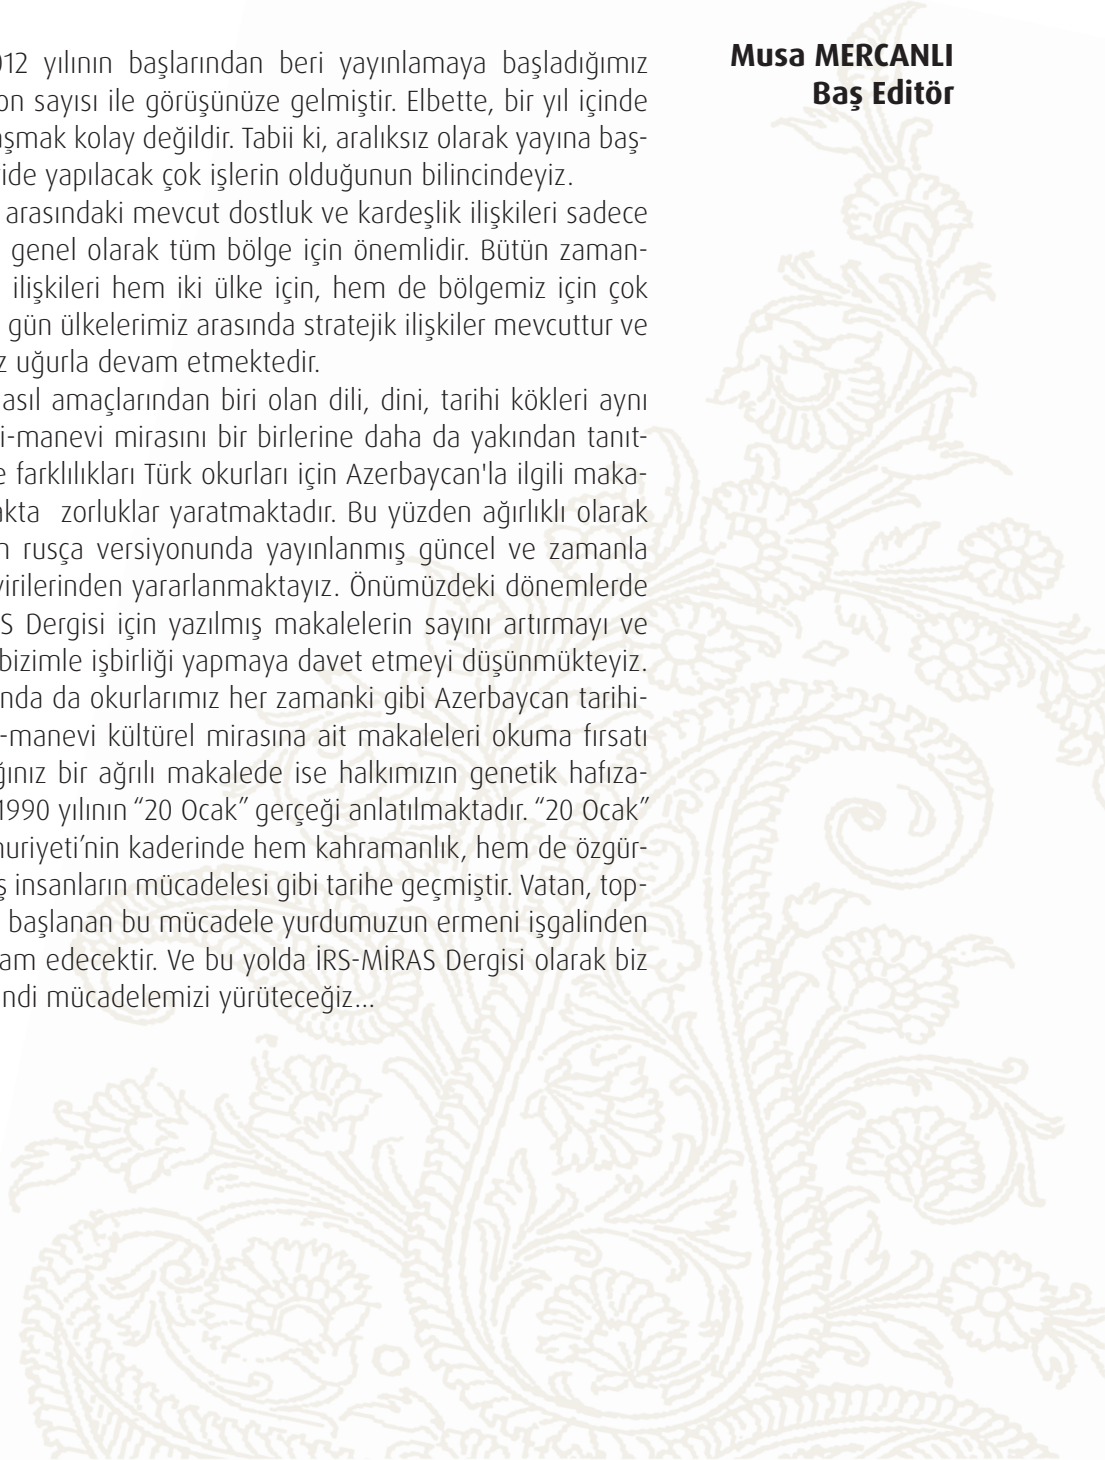 012 yılının başlarından beri yayınlamaya başladığımız
on sayısı ile görüşünüze gelmiştir. Elbette, bir yıl içinde
aşmak kolay değildir. Tabii ki, aralıksız olarak yayına baş-
ride yapılacak çok işlerin olduğunun bilincindeyiz.
arasındaki mevcut dostluk ve kardeşlik ilişkileri sadece
genel olarak tüm bölge için önemlidir. Bütün zaman-
ilişkileri hem iki ülke için, hem de bölgemiz için çok
gün ülkelerimiz arasında stratejik ilişkiler mevcuttur ve
z uğurla devam etmektedir.
asıl amaçlarından biri olan dili, dini, tarihi kökleri aynı
i-manevi mirasını bir birlerine daha da yakından tanıt-
e farklılıkları Türk okurları için Azerbaycan'la ilgili maka-
akta zorluklar yaratmaktadır. Bu yüzden ağırlıklı olarak
n rusça versiyonunda yayınlanmış güncel ve zamanla
virilerinden yararlanmaktayız. Önümüzdeki dönemlerde
S Dergisi için yazılmış makalelerin sayını artırmayı ve
bizimle işbirliği yapmaya davet etmeyi düşünmükteyiz.
nda da okurlarımız her zamanki gibi Azerbaycan tarihi-
-manevi kültürel mirasına ait makaleleri okuma fırsatı
ğınız bir ağrılı makalede ise halkımızın genetik hafıza-
1990 yılının “20 Ocak” gerçeği anlatılmaktadır. “20 Ocak”
huriyeti’nin kaderinde hem kahramanlık, hem de özgür-
ş insanların mücadelesi gibi tarihe geçmiştir. Vatan, top-
başlanan bu mücadele yurdumuzun ermeni işgalinden
am edecektir. Ve bu yolda İRS-MİRAS Dergisi olarak biz
ndi mücadelemizi yürüteceğiz...
Musa MERCANLI
Baş Editör